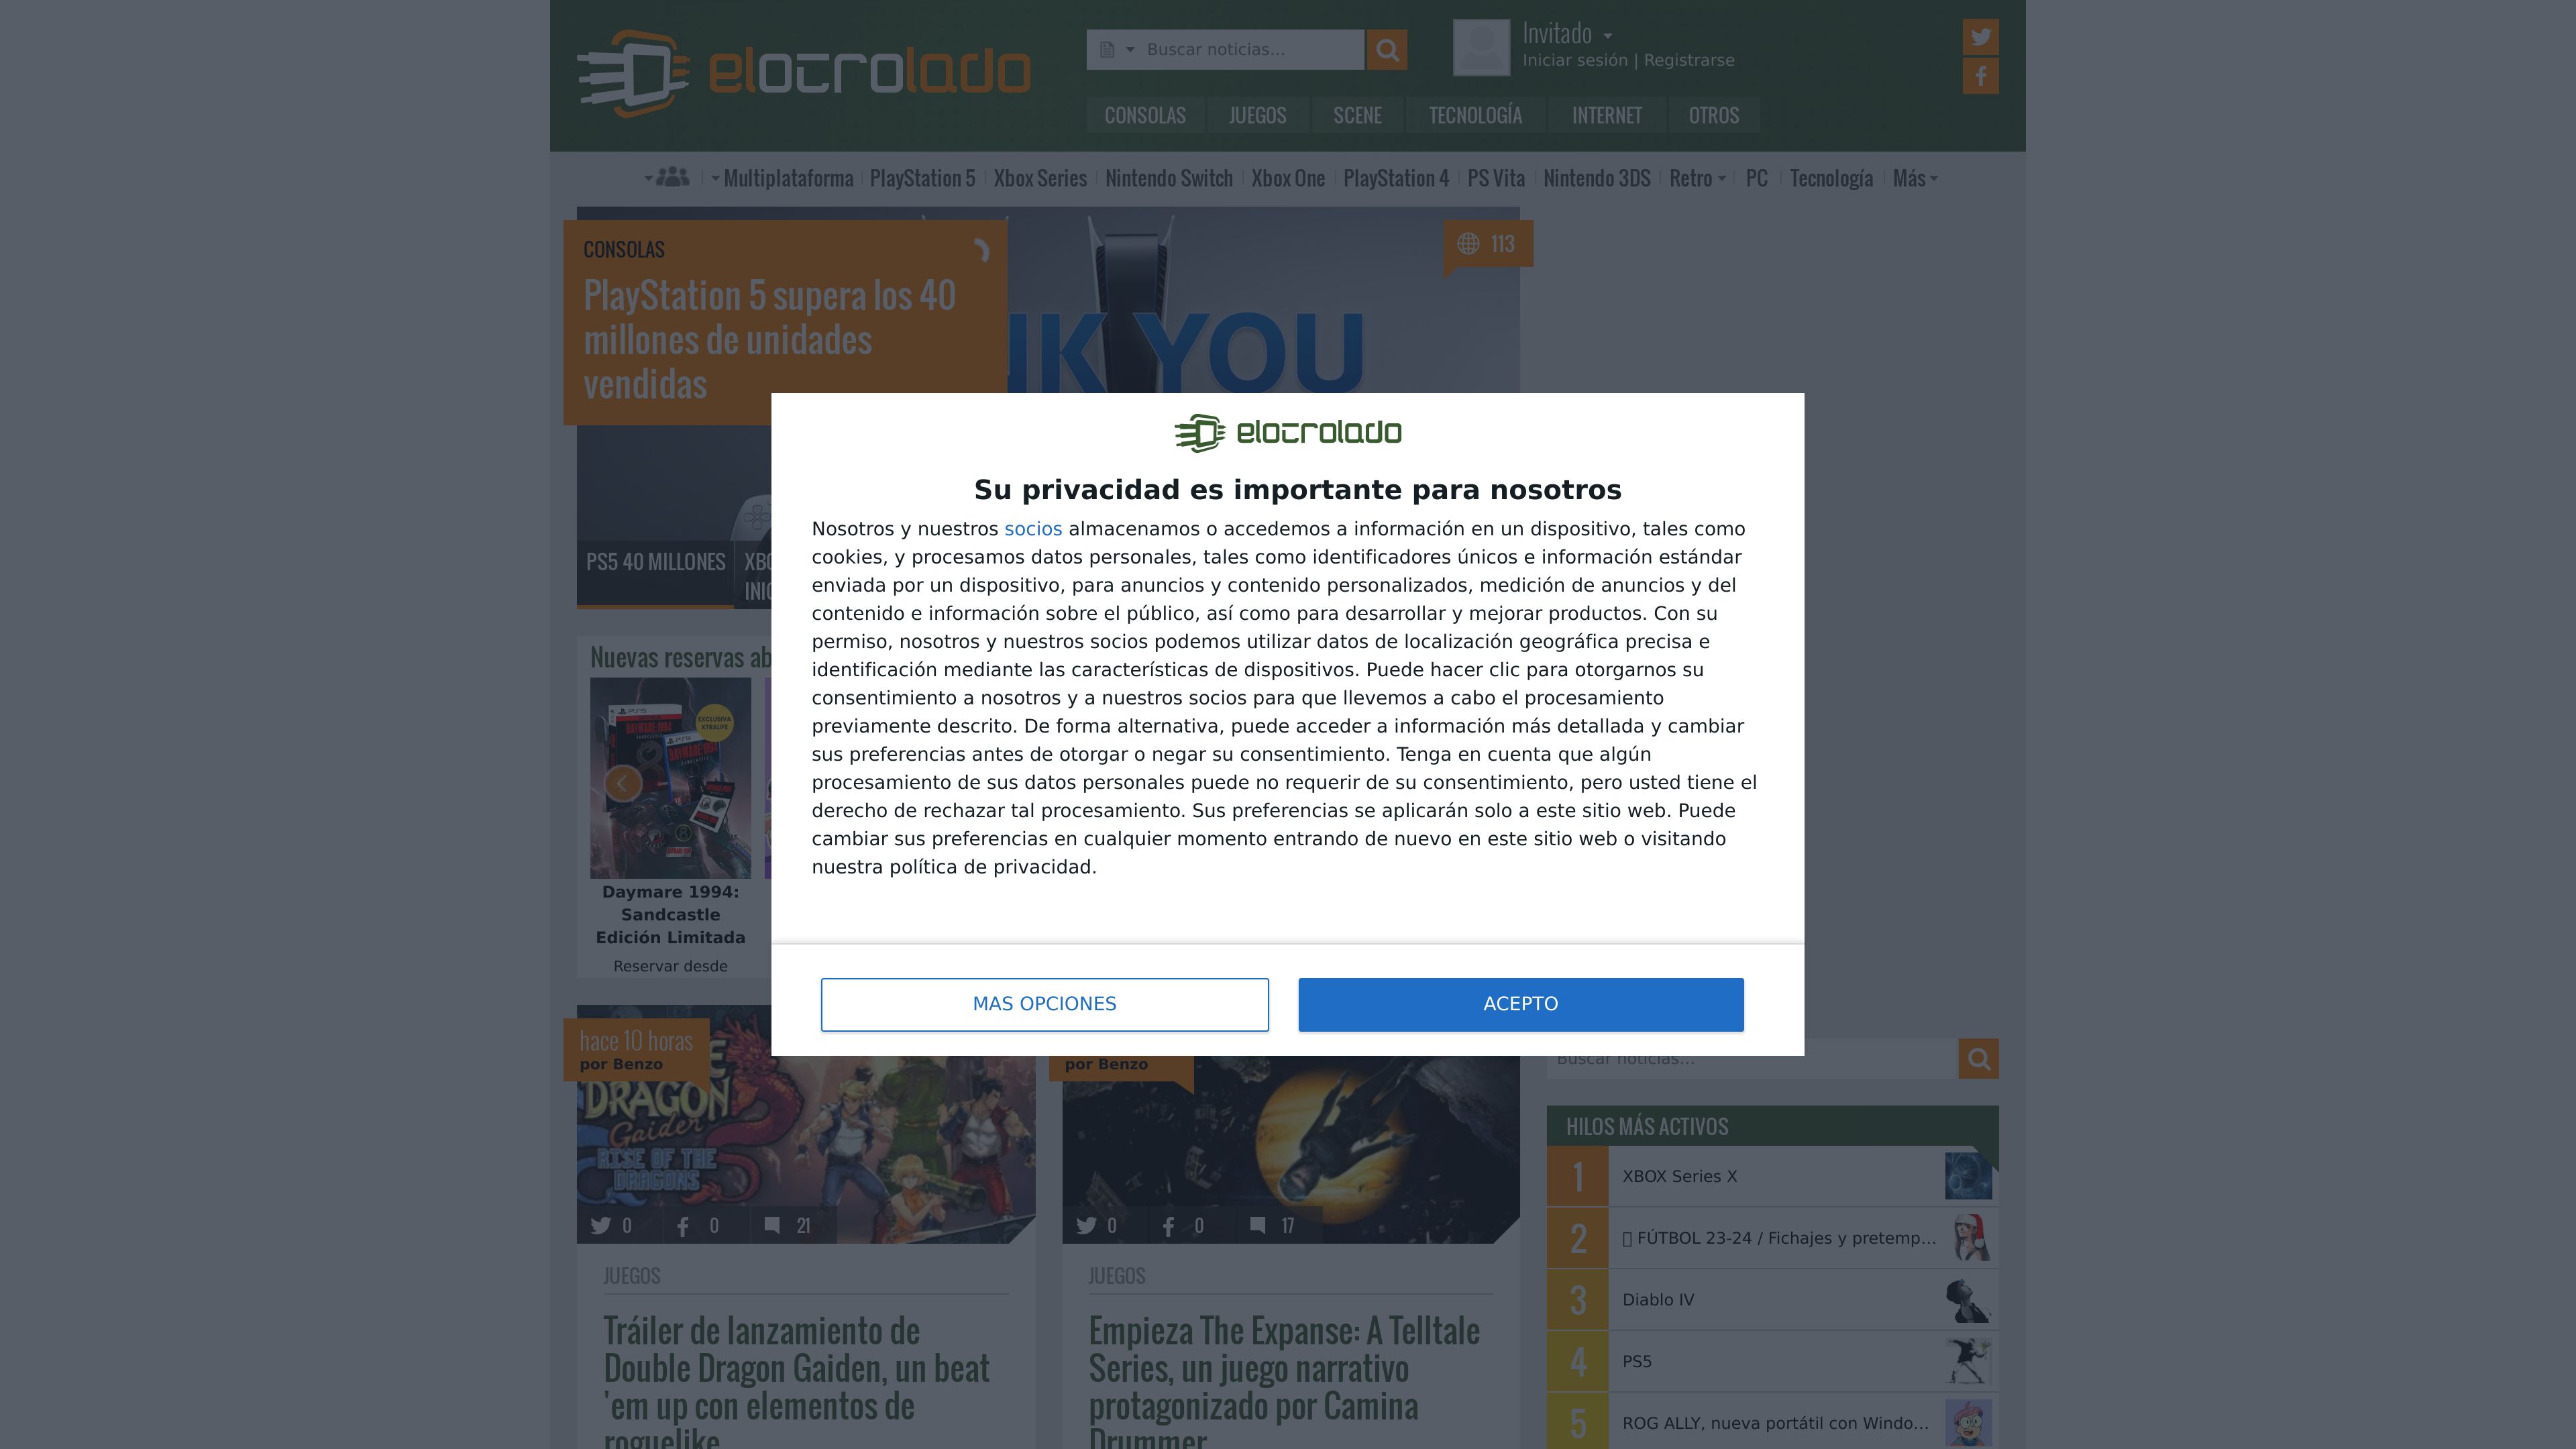 elotrolado
Buscar noticias...
Invitado
Iniciar sesión | Registrarse
CONSOLAS JUEGOS SCENE TECNOLOGÍA INTERNET OTROS
Multiplataforma PlayStation 5 Xbox Series Nintendo Switch Xbox One PlayStation 4 PS Vita Nintendo 3DS Retro PC Tecnología Más
CONSOLAS
PlayStation 5 supera los 40
millones de unidades
vendidas
YOU
113
PS5 40 MILLONES
Nuevas reservas
EXCLUSIVA
XTRALIFE
Daymare 1994:
Sandcastle
Edición Limitada
Reservar desde
elotrolado
Su privacidad es importante para nosotros
Nosotros y nuestros socios almacenamos o accedemos a información en un dispositivo, tales como
cookies, y procesamos datos personales, tales como identificadores únicos e información estándar
enviada por un dispositivo, para anuncios y contenido personalizados, medición de anuncios y del
contenido e información sobre el público, así como para desarrollar y mejorar productos. Con su
permiso, nosotros y nuestros socios podemos utilizar datos de localización geográfica precisa e
identificación mediante las características de dispositivos. Puede hacer clic para otorgarnos su
consentimiento a nosotros y a nuestros socios para que llevemos a cabo el procesamiento
previamente descrito. De forma alternativa, puede acceder a información más detallada y cambiar
sus preferencias antes de otorgar o negar su consentimiento. Tenga en cuenta que algún
procesamiento de sus datos personales puede no requerir de su consentimiento, pero usted tiene el
derecho de rechazar tal procesamiento. Sus preferencias se aplicarán solo a este sitio web. Puede
cambiar sus preferencias en cualquier momento entrando de nuevo en este sitio web o visitando
nuestra política de privacidad.
MAS OPCIONES
ACEPTO
hace 10 horas
por Benzo
DRAGON
Gaiden
RISE OF THE
DRAGONS
0 0 21
JUEGOS
Tráiler de lanzamiento de
Double Dragon Gaiden, un beat
'em up con elementos de
roguelike
por Benzo
0 0 17
JUEGOS
Empieza The Expanse: A Telltale
Series, un juego narrativo
protagonizado por Camina
Drummer
Buscar noticias...
HILOS MÁS ACTIVOS
1 XBOX Series X
2 FÚTBOL 23-24 / Fichajes y pretemp...
3 Diablo IV
4 PS5
5 ROG ALLY, nueva portátil con Windo...